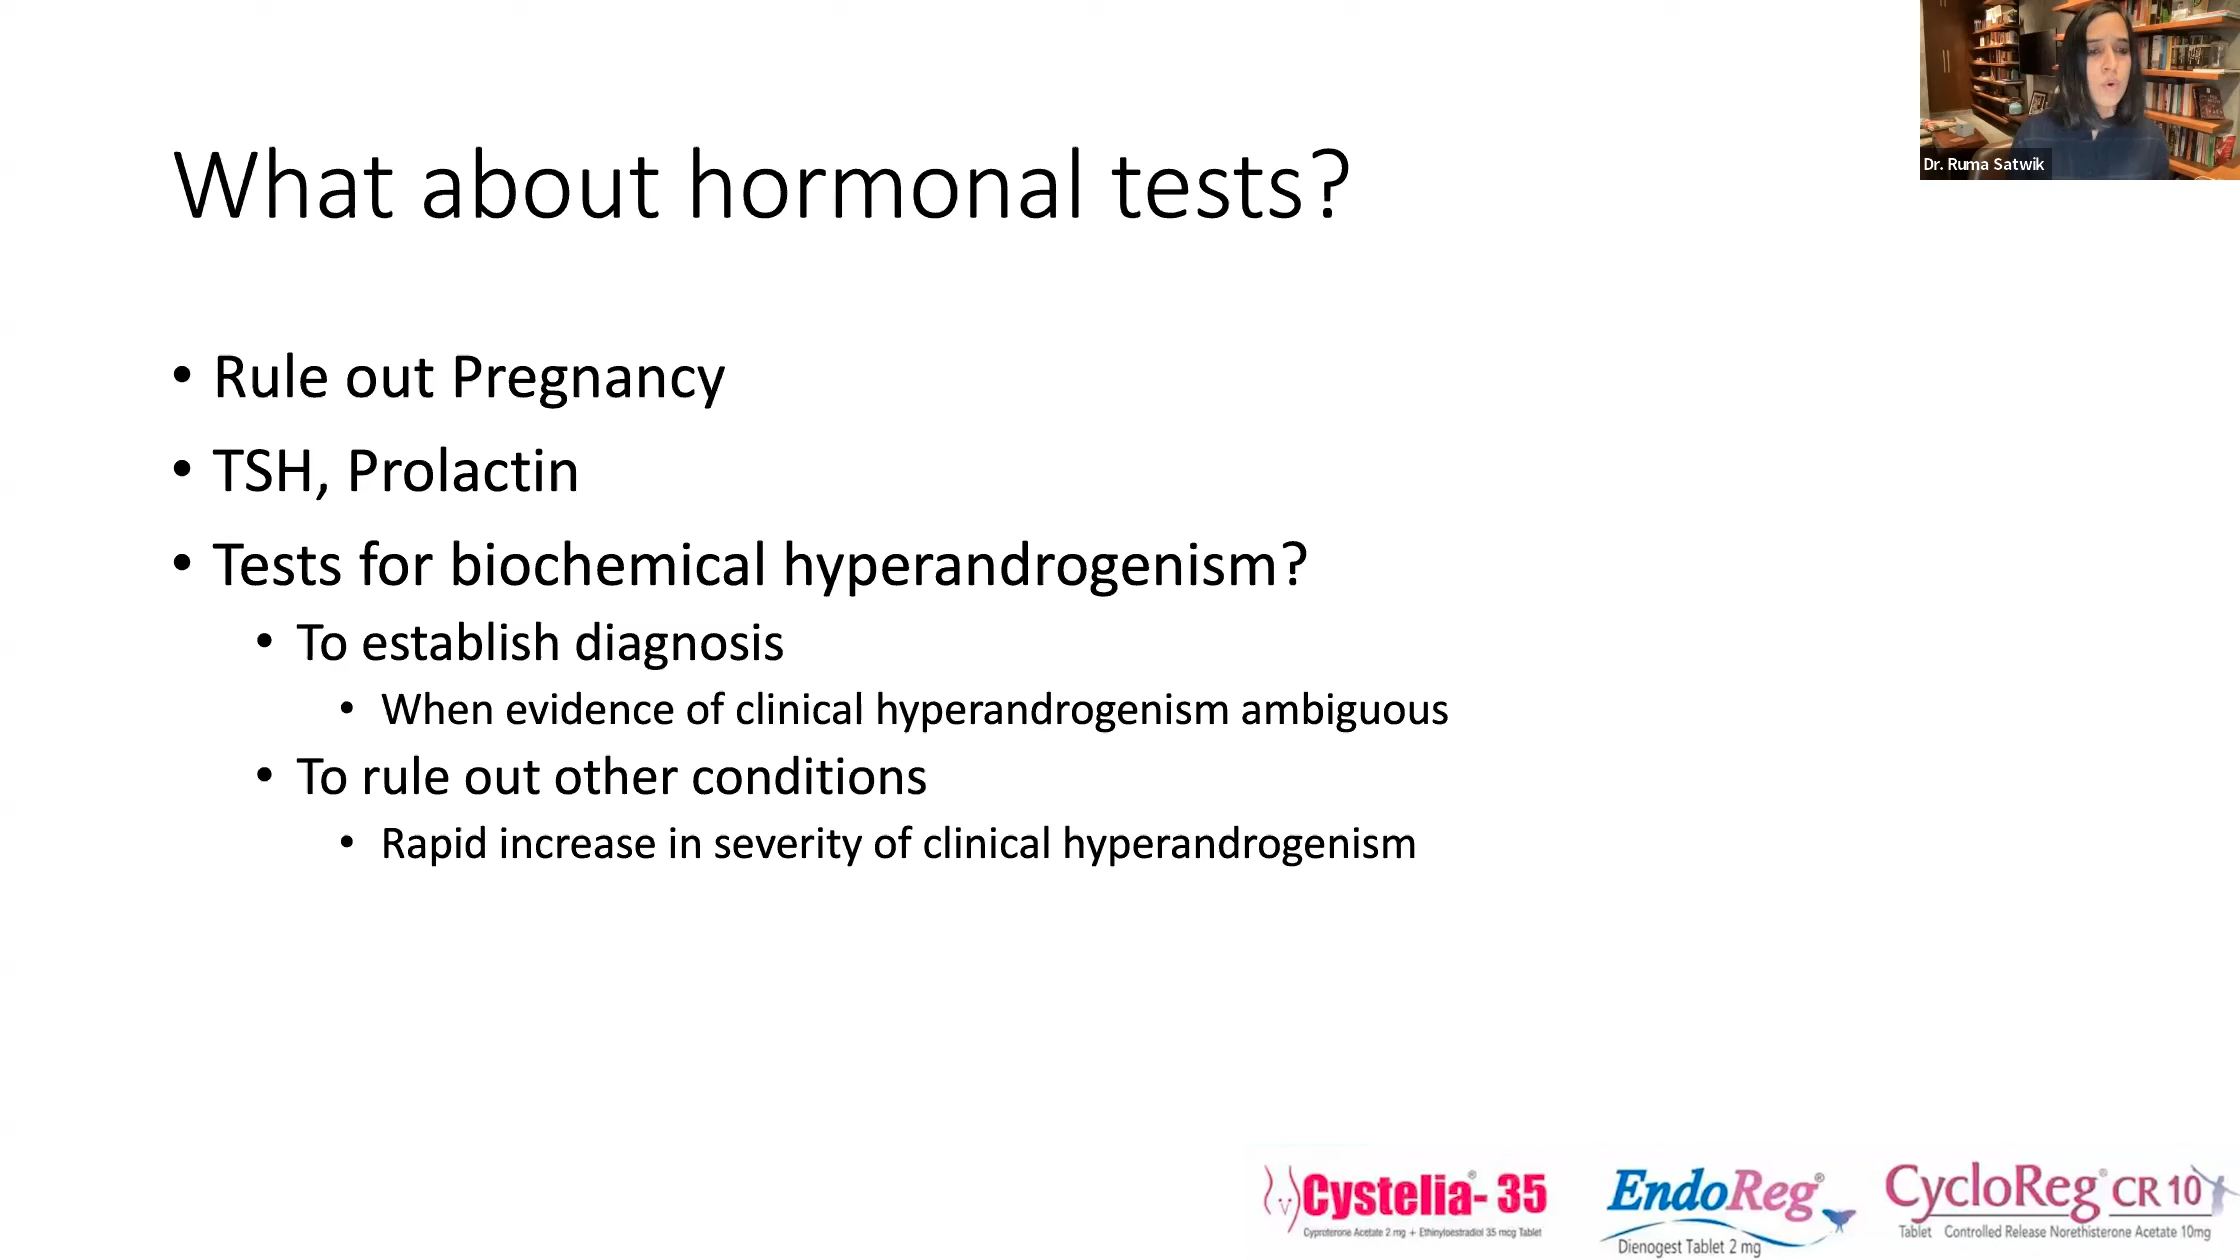 Dr. Ruma Satwik
What about hormonal tests?
• Rule out Pregnancy
• TSH, Prolactin
• Tests for biochemical hyperandrogenism?
• To establish diagnosis
• When evidence of clinical hyperandrogenism ambiguous
• To rule out other conditions
• Rapid increase in severity of clinical hyperandrogenism
Cystelia®- 35
Cyproterone Acetate 2 mg + Ethinyloestradiol 35 mcg Tablet
EndoReg®
Dienogest Tablet 2 mg
CycloReg® CR 10
Tablet Controlled Release Norethisterone Acetate 10mg